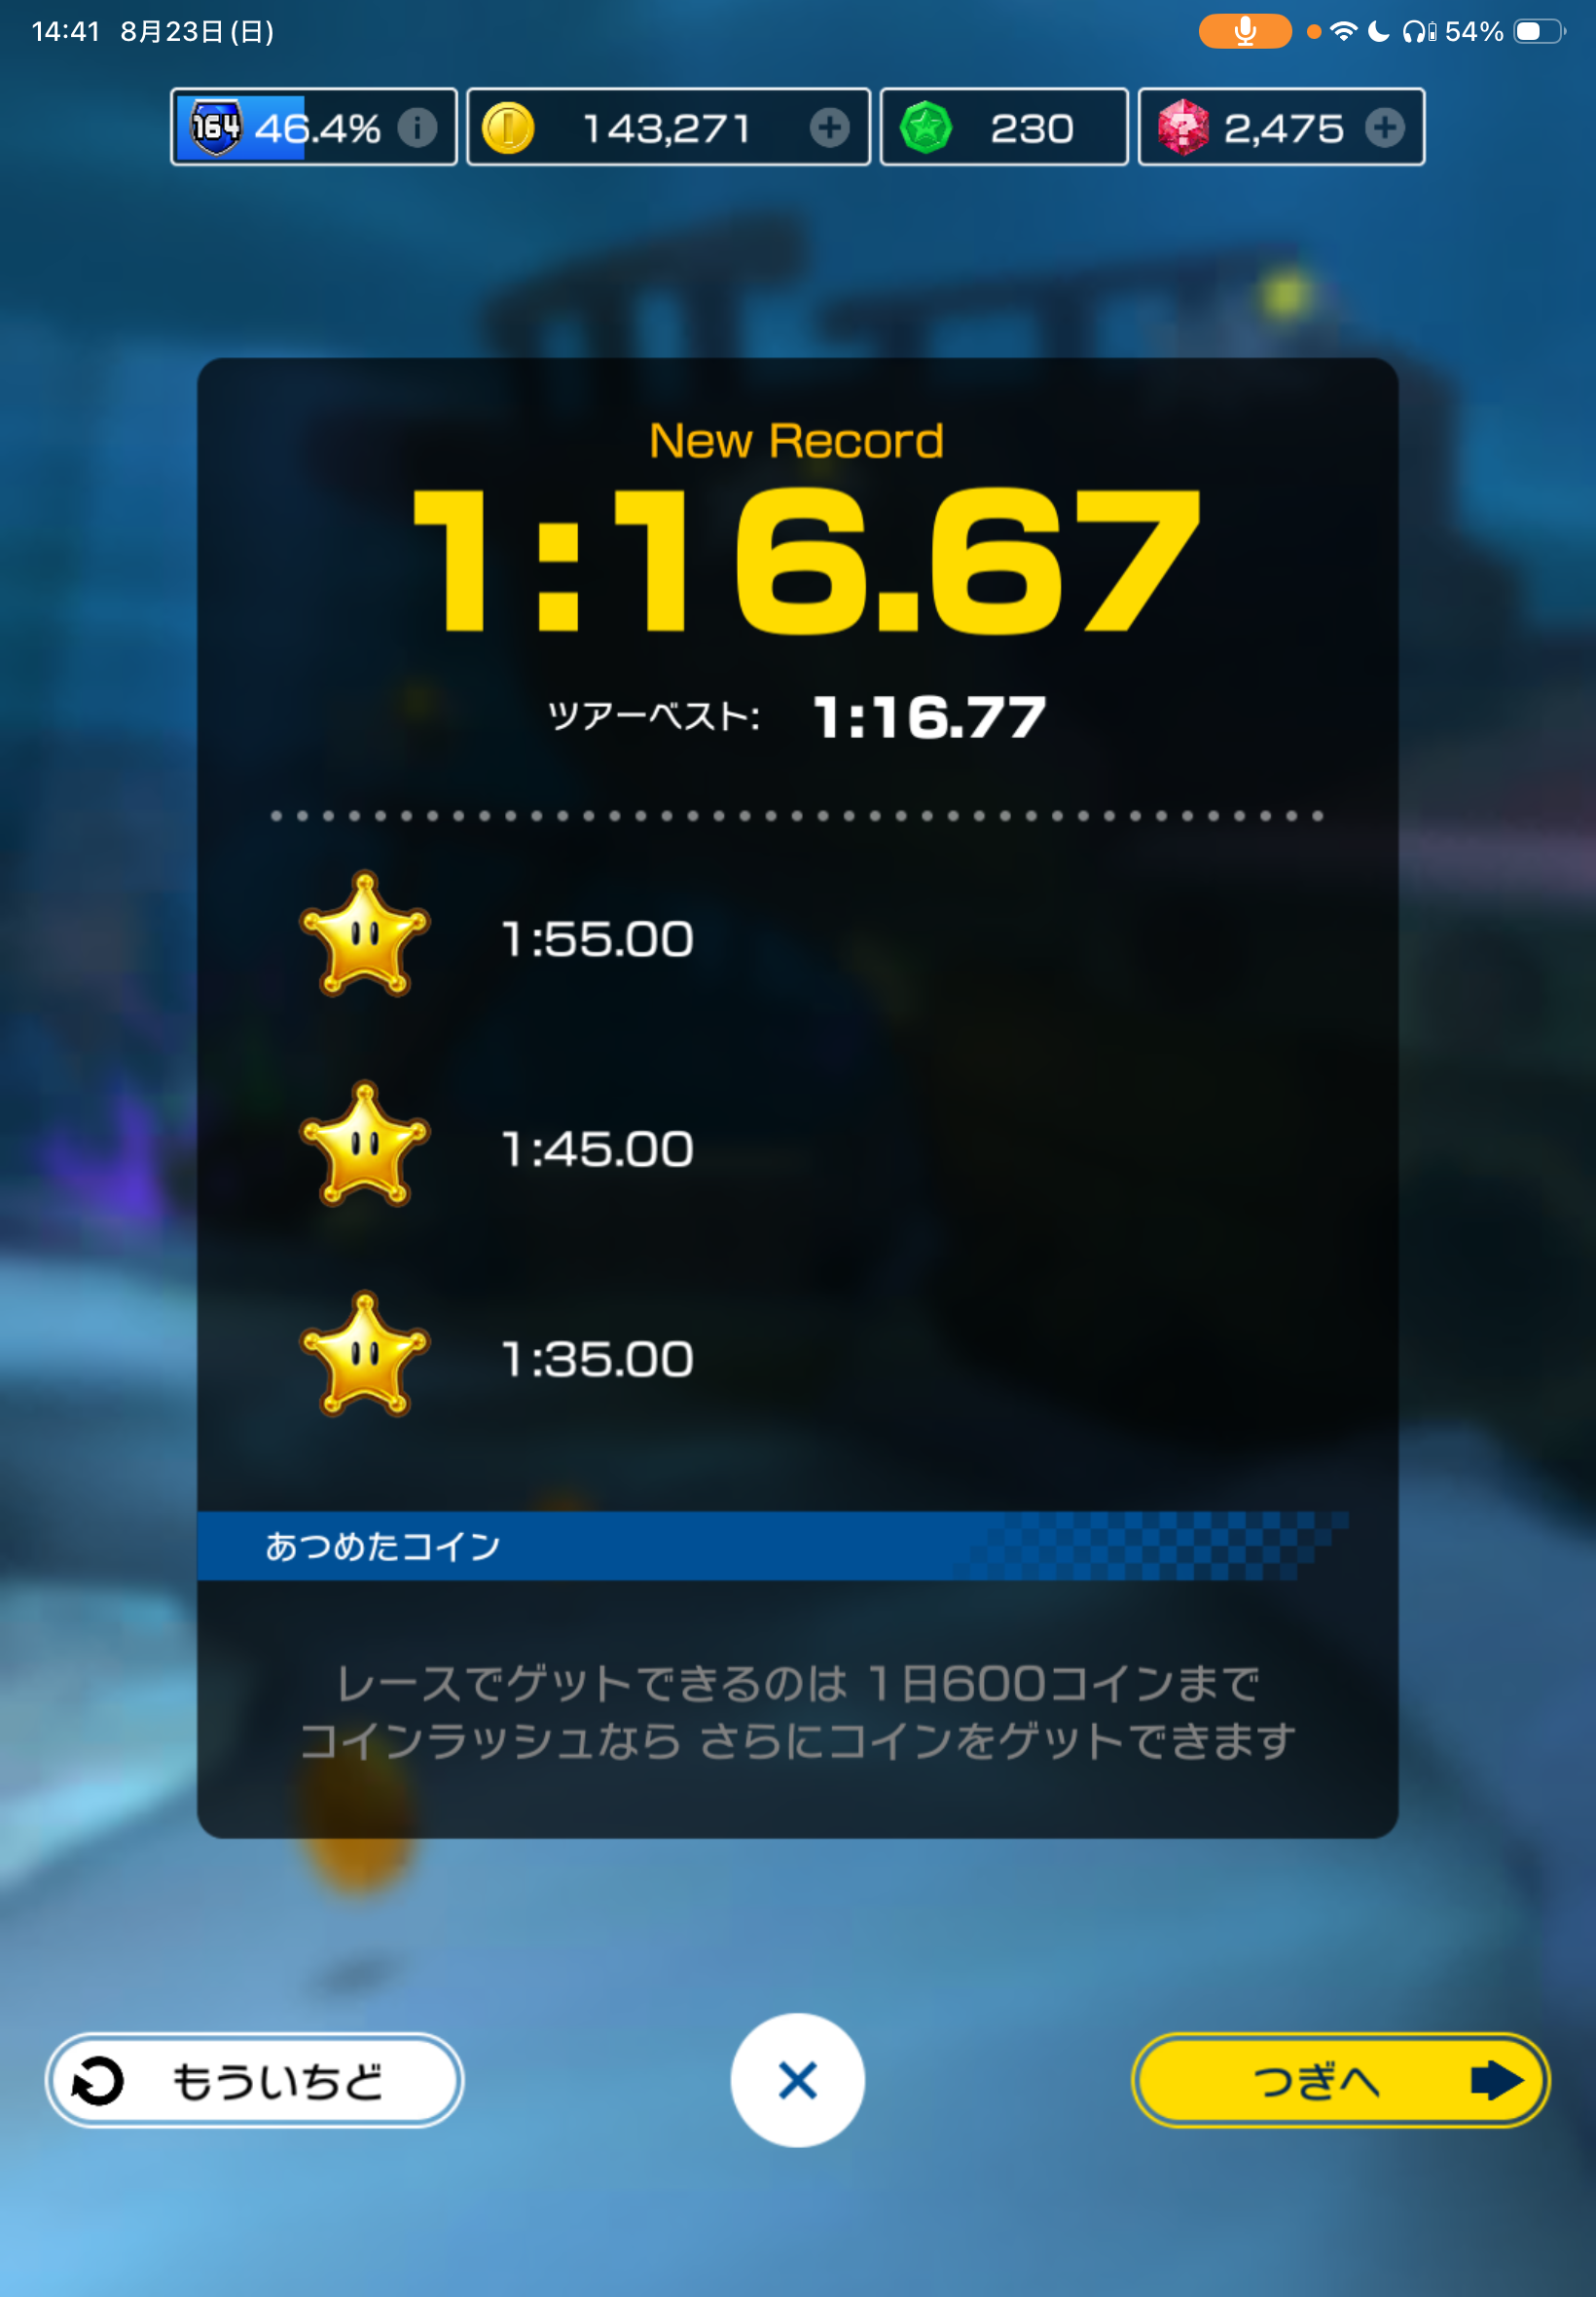 14:41 8月23日(日)
54%
164 46.4% 143,271 230 2,475
New Record
1:16.67
ツアーベスト: 1:16.77
1:55.00
1:45.00
1:35.00
あつめたコイン
レースでゲットできるのは 1日600コインまで
コインラッシュなら さらにコインをゲットできます
もういちど
つぎへ